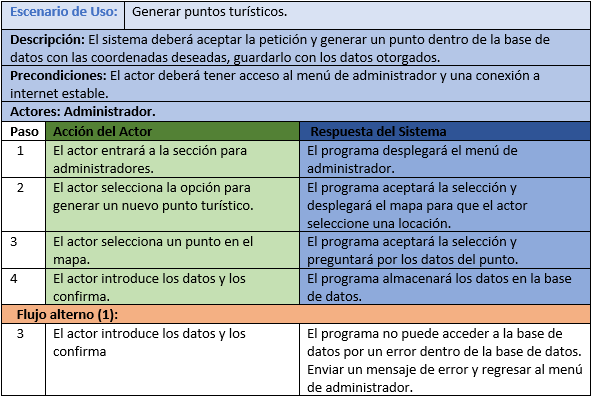 Escenario de Uso: Generar puntos turísticos.
Descripción: El sistema deberá aceptar la petición y generar un punto dentro de la base de
datos con las coordenadas deseadas, guardarlo con los datos otorgados.
Precondiciones: El actor deberá tener acceso al menú de administrador y una conexión a
internet estable.
Actores: Administrador.
Paso Acción del Actor Respuesta del Sistema
1 El actor entrará a la sección para El programa desplegará el menú de
administradores. administrador.
2 El actor selecciona la opción para El programa aceptará la selección y
generar un nuevo punto turístico. desplegará el mapa para que el actor
seleccione una locación.
3 El actor selecciona un punto en el El programa aceptará la selección y
mapa. preguntará por los datos del punto.
4 El actor introduce los datos y los El programa almacenará los datos en la base
confirma. de datos.
Flujo alterno (1):
3 El actor introduce los datos y los El programa no puede acceder a la base de
confirma datos por un error dentro de la base de datos.
Enviar un mensaje de error y regresar al menú
de administrador.